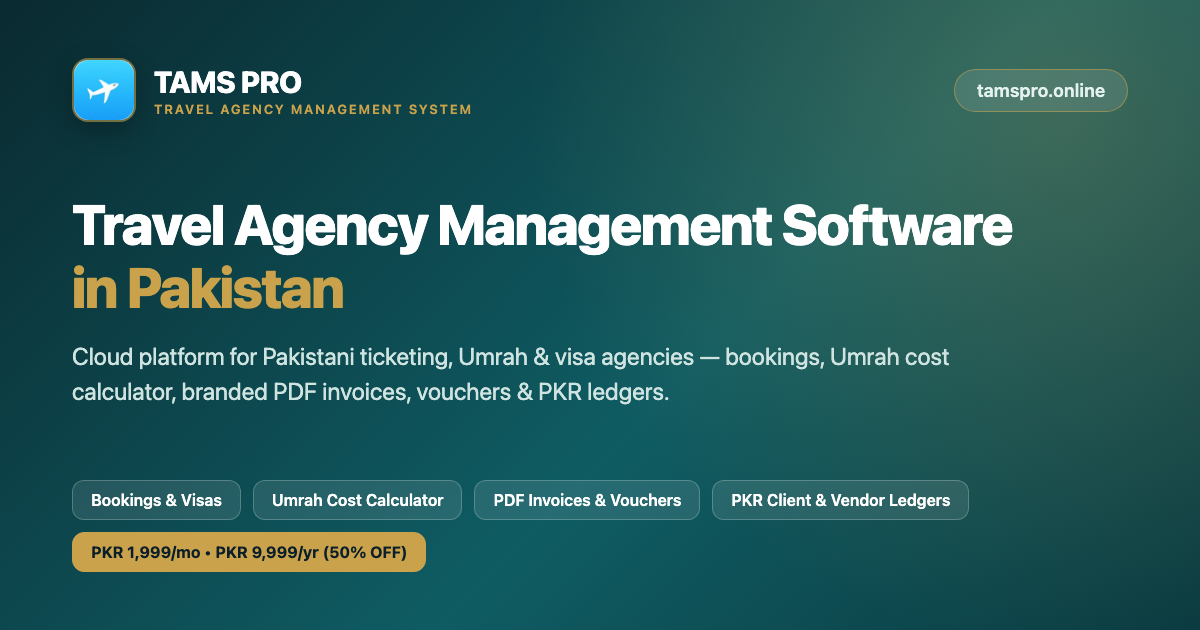 TAMS PRO
TRAVEL AGENCY MANAGEMENT SYSTEM
tamspro.online
Travel Agency Management Software
in Pakistan
Cloud platform for Pakistani ticketing, Umrah & visa agencies — bookings, Umrah cost
calculator, branded PDF invoices, vouchers & PKR ledgers.
Bookings & Visas
Umrah Cost Calculator
PDF Invoices & Vouchers
PKR Client & Vendor Ledgers
PKR 1,999/mo • PKR 9,999/yr (50% OFF)